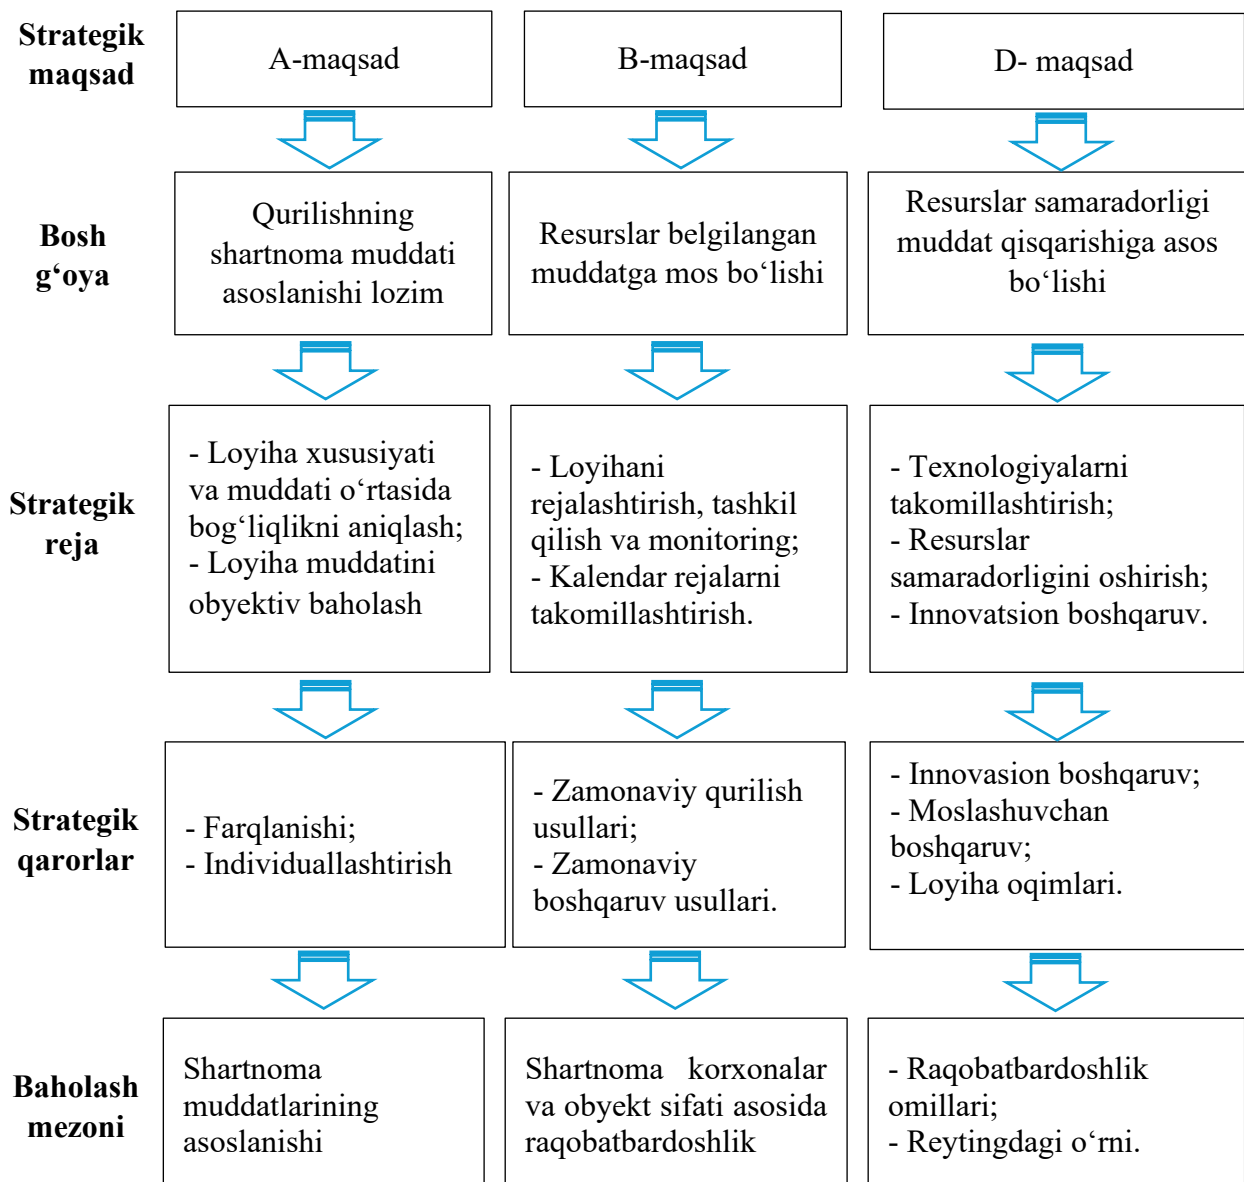 Strategik
maqsad
A-maqsad
B-maqsad
D- maqsad
Bosh
g‘oya
Qurilishning
shartnoma muddati
asoslanishi lozim
Resurslar belgilangan
muddatga mos bo‘lishi
Resurslar samaradorligi
muddat qisqarishiga asos
bo‘lishi
Strategik
reja
- Loyiha xususiyati
va muddati o‘rtasida
bog‘liqlikni aniqlash;
- Loyiha muddatini
obyektiv baholash
- Loyihani
rejalashtirish, tashkil
qilish va monitoring;
- Kalendar rejalarni
takomillashtirish.
- Texnologiyalarni
takomillashtirish;
- Resurslar
samaradorligini oshirish;
- Innovatsion boshqaruv.
Strategik
qarorlar
- Farqlanishi;
- Individuallashtirish
- Zamonaviy qurilish
usullari;
- Zamonaviy
boshqaruv usullari.
- Innovasion boshqaruv;
- Moslashuvchan
boshqaruv;
- Loyiha oqimlari.
Baholash
mezoni
Shartnoma
muddatlarining
asoslanishi
Shartnoma korxonalar
va obyekt sifati asosida
raqobatbardoshlik
- Raqobatbardoshlik
omillari;
- Reytingdagi o‘rni.